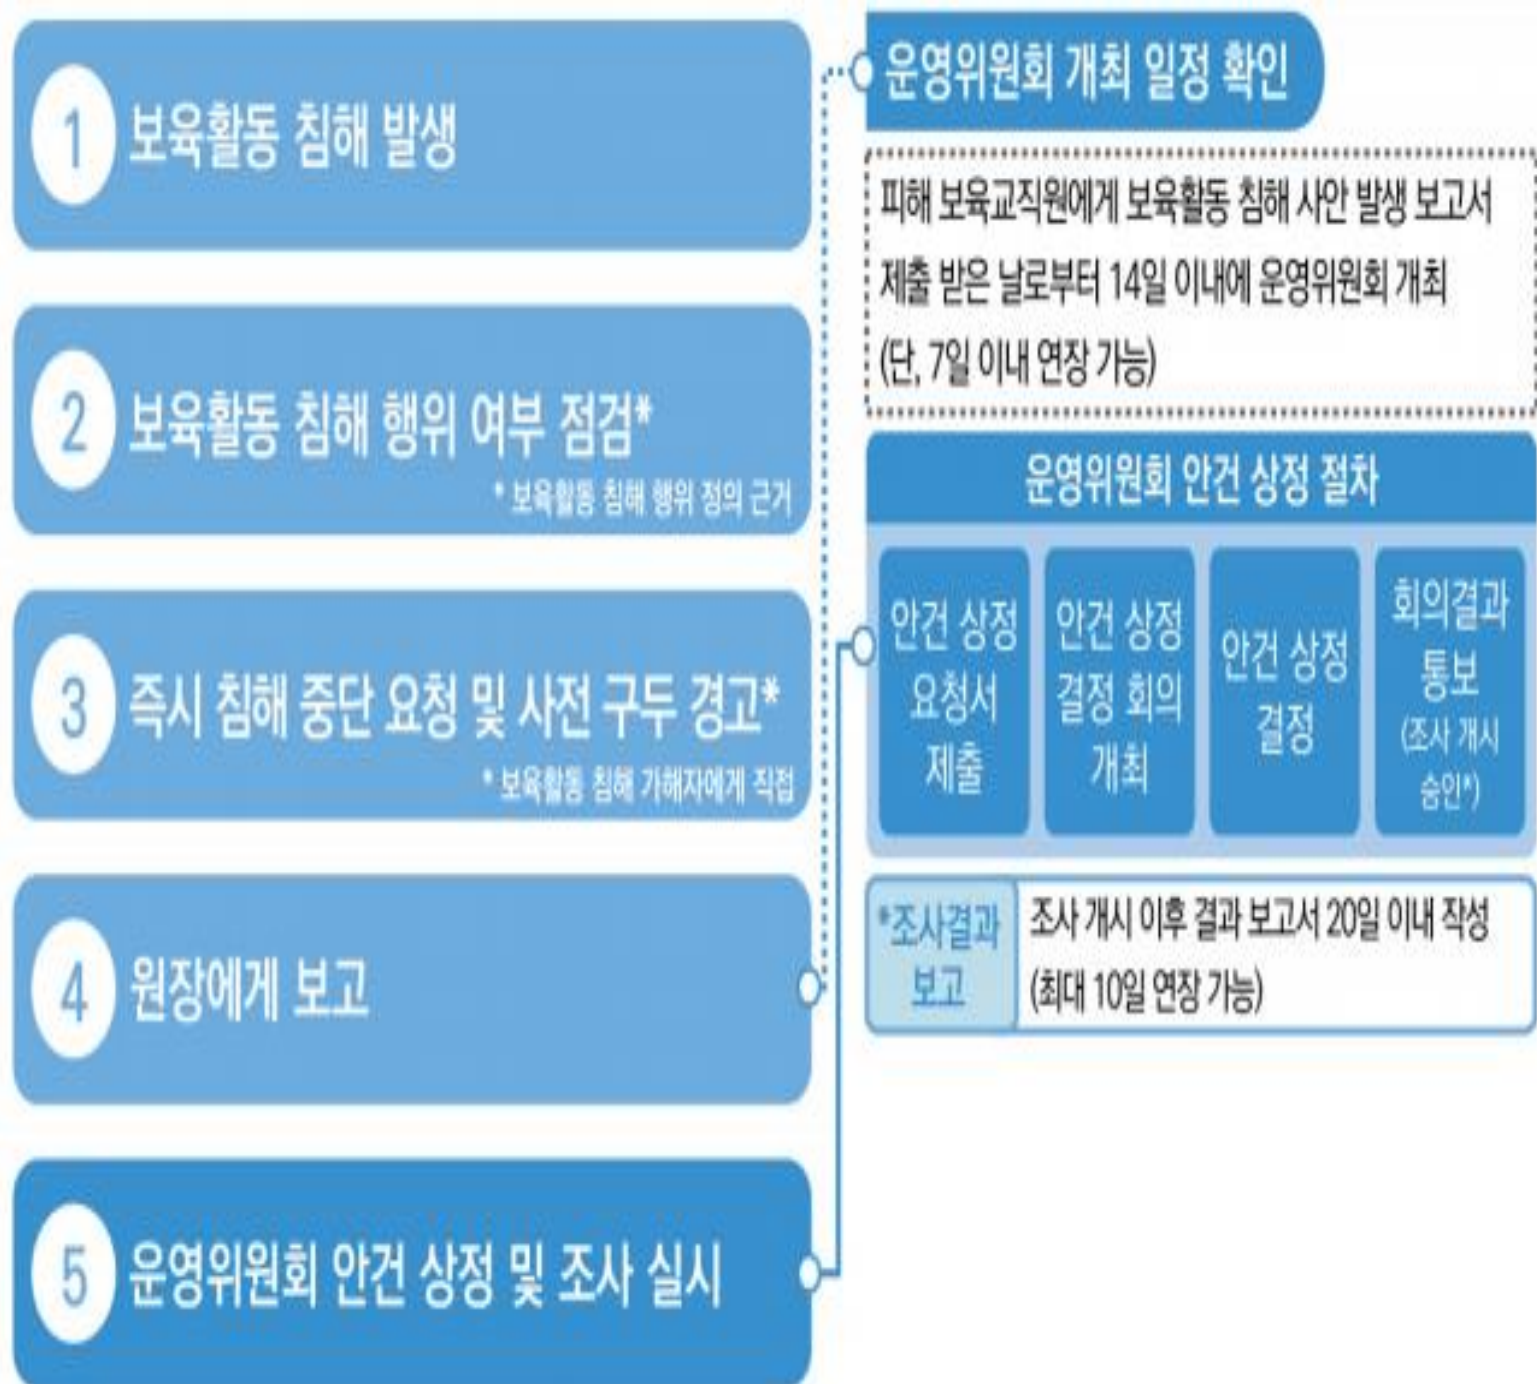 1 보육활동 침해 발생
2 보육활동 침해 행위 여부 점검*
* 보육활동 침해 행위 정의 근거
3 즉시 침해 중단 요청 및 사전 구두 경고*
* 보육활동 침해 가해자에게 직접
4 원장에게 보고
5 운영위원회 안건 상정 및 조사 실시
운영위원회 개최 일정 확인
피해 보육교직원에게 보육활동 침해 사안 발생 보고서
제출 받은 날로부터 14일 이내에 운영위원회 개최
(단, 7일 이내 연장 가능)
운영위원회 안건 상정 절차
안건 상정
요청서
제출
안건 상정
결정 회의
개최
안건 상정
결정
회의결과
통보
(조사 개시
승인*)
*조사결과
보고
조사 개시 이후 결과 보고서 20일 이내 작성
(최대 10일 연장 가능)